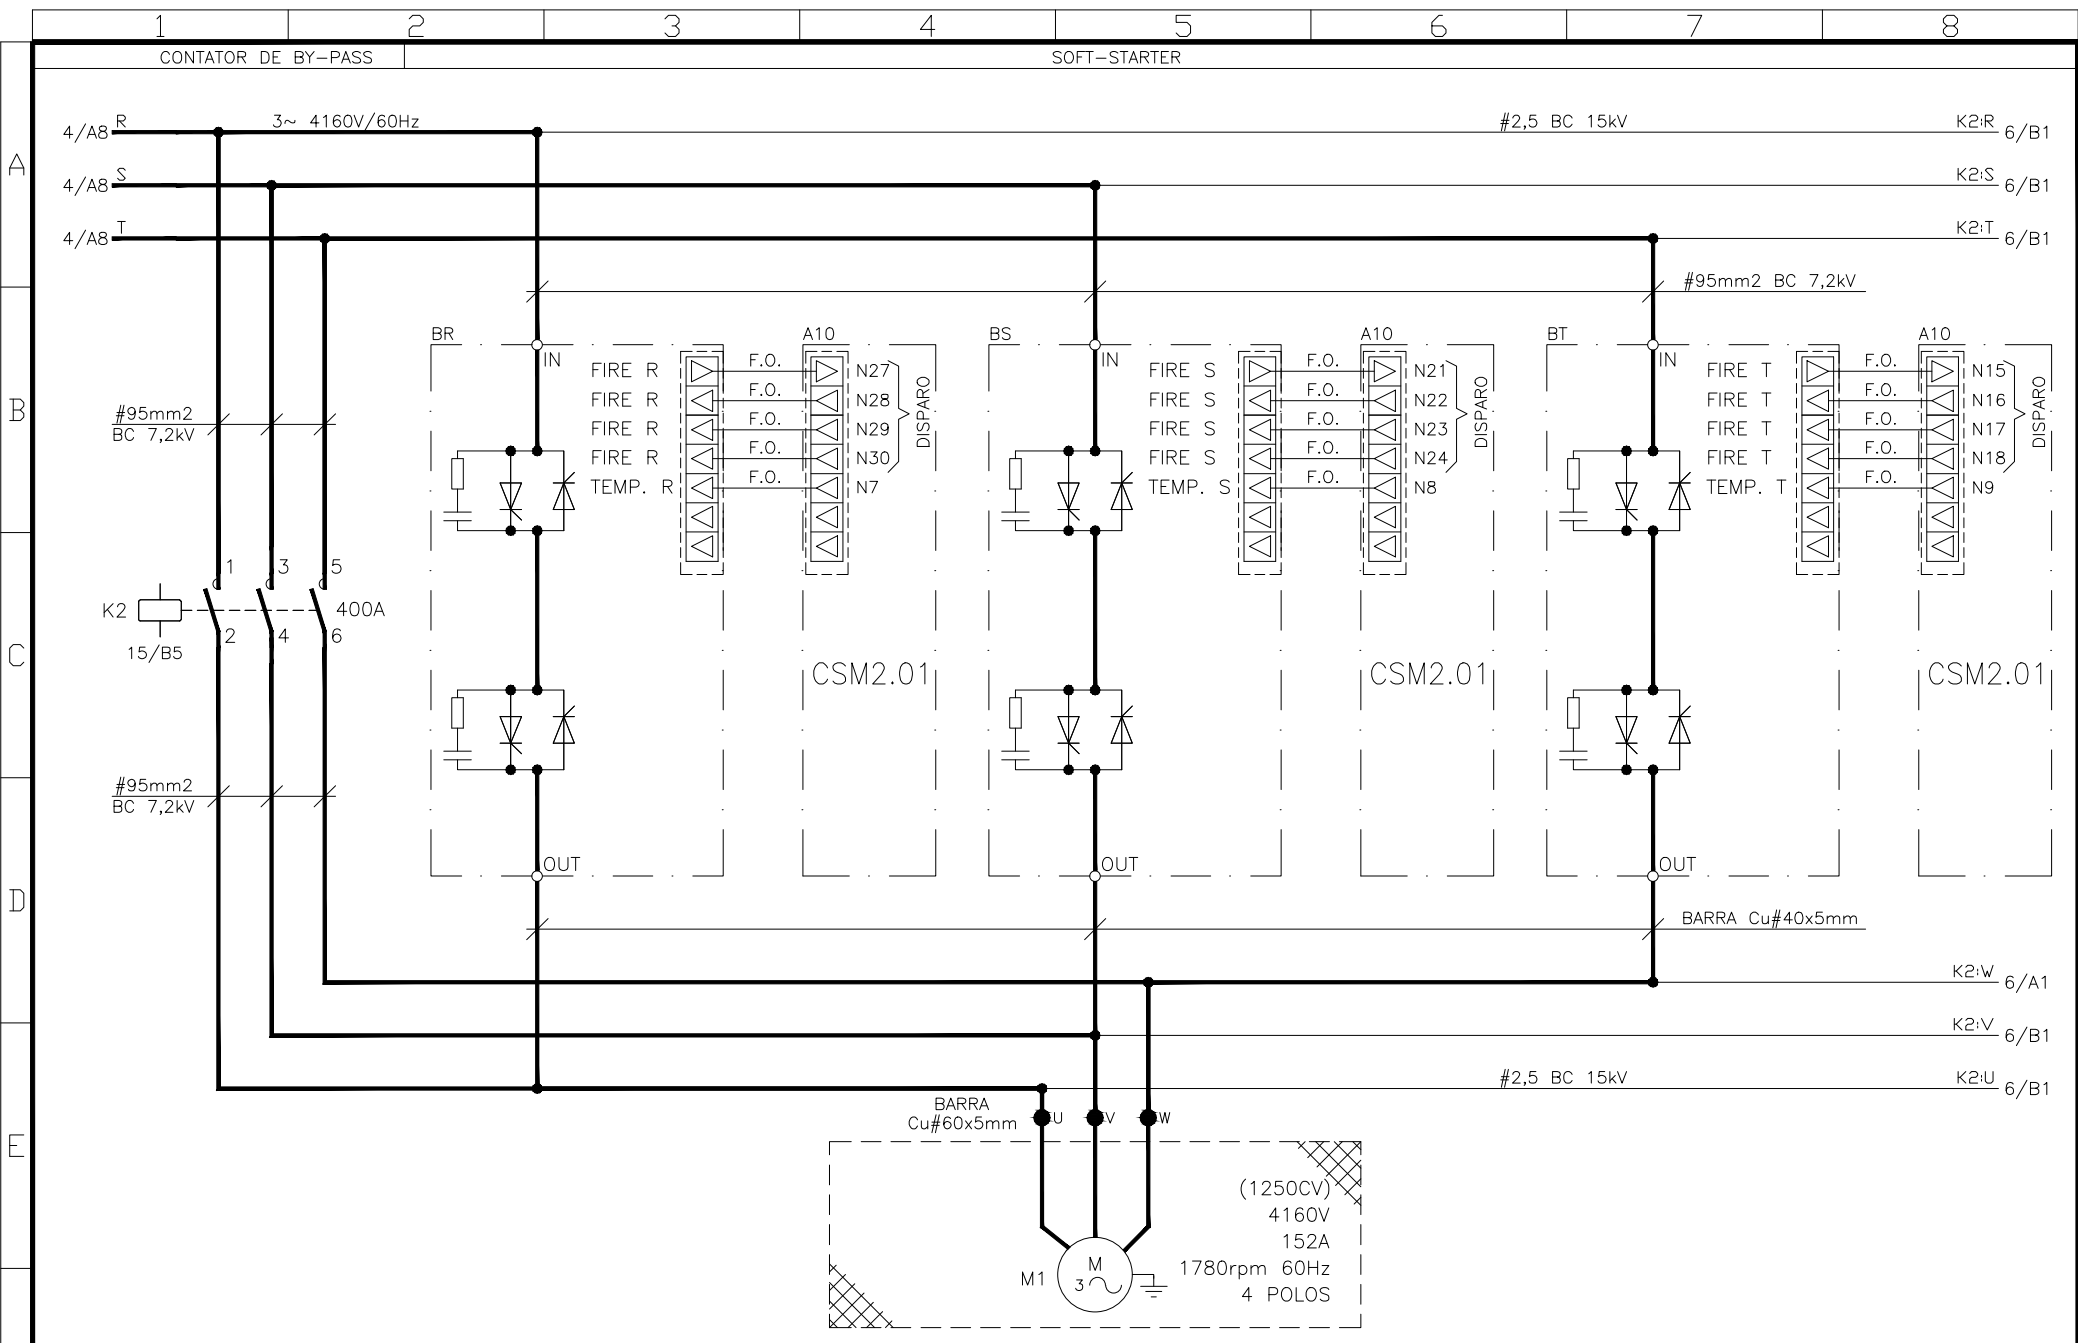 1 2 3 4 5 6 7 8
CONTATOR DE BY-PASS SOFT-STARTER
4/A8 R 3~ 4160V/60Hz #2,5 BC 15kV K2:R 6/B1
A
4/A8 S K2:S 6/B1
4/A8 T K2:T 6/B1
#95mm2 BC 7,2kV
BR A10 BS A10 BT A10
IN IN IN
FIRE R F.O. N27 FIRE S F.O. N21 FIRE T F.O. N15
FIRE R F.O. N28 FIRE S F.O. N22 FIRE T F.O. N16
B
#95mm2
BC 7,2kV
FIRE R F.O. N29 FIRE S F.O. N23 FIRE T F.O. N17
FIRE R F.O. N30 FIRE S F.O. N24 FIRE T F.O. N18
DISPARO DISPARO DISPARO
TEMP. R F.O. N7 TEMP. S F.O. N8 TEMP. T F.O. N9
1 3 5
K2 400A
2 4 6
15/B5
C
CSM2.01 CSM2.01 CSM2.01
#95mm2
BC 7,2kV
OUT OUT OUT
D
BARRA Cu#40x5mm
K2:W 6/A1
K2:V 6/B1
#2,5 BC 15kV K2:U 6/B1
BARRA
Cu#60x5mm U V W
E
(1250CV)
4160V
152A
M1 M 3~ 1780rpm 60Hz
4 POLOS